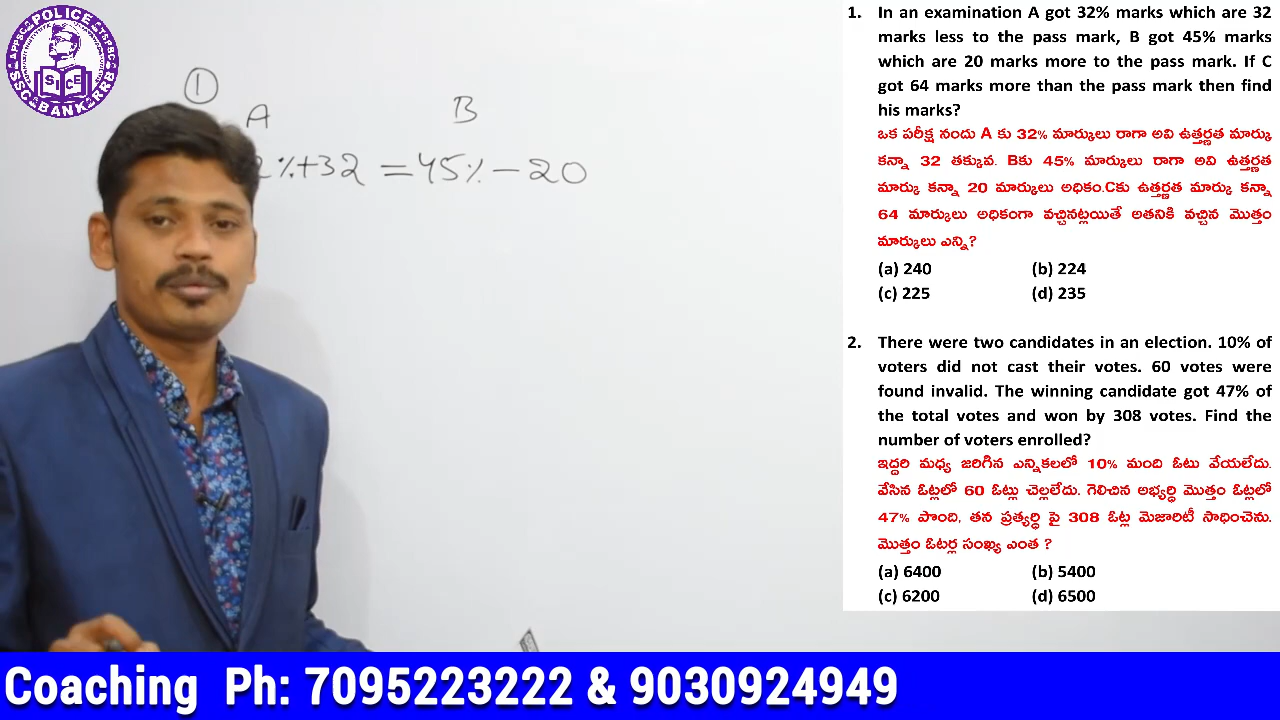 POLICE
APPSC
TSPSC
SSC
BANK
RRB
SICE
1
A B
2%+32 = 45% – 20
1. In an examination A got 32% marks which are 32
marks less to the pass mark, B got 45% marks
which are 20 marks more to the pass mark. If C
got 64 marks more than the pass mark then find
his marks?
ఒక పరీక్ష నందు A కు 32% మార్కులు రాగా అవి ఉత్తర్ణత మార్కు
కన్నా 32 తక్కువ. Bకు 45% మార్కులు రాగా అవి ఉత్తర్ణత
మార్కు కన్నా 20 మార్కులు అధికం.Cకు ఉత్తర్ణత మార్కు కన్నా
64 మార్కులు అధికంగా వచ్చినట్లయితే అతనికి వచ్చిన మొత్తం
మార్కులు ఎన్ని?
(a) 240 (b) 224
(c) 225 (d) 235
2. There were two candidates in an election. 10% of
voters did not cast their votes. 60 votes were
found invalid. The winning candidate got 47% of
the total votes and won by 308 votes. Find the
number of voters enrolled?
ఇద్దరి మధ్య జరిగిన ఎన్నికలలో 10% మంది ఓటు వేయలేదు.
వేసిన ఓట్లలో 60 ఓట్లు చెల్లలేదు. గెలిచిన అభ్యర్ధి మొత్తం ఓట్లలో
47% పొంది, తన ప్రత్యర్ధి పై 308 ఓట్ల మెజారిటీ సాధించెను.
మొత్తం ఓటర్ల సంఖ్య ఎంత ?
(a) 6400 (b) 5400
(c) 6200 (d) 6500
Coaching Ph: 7095223222 & 9030924949